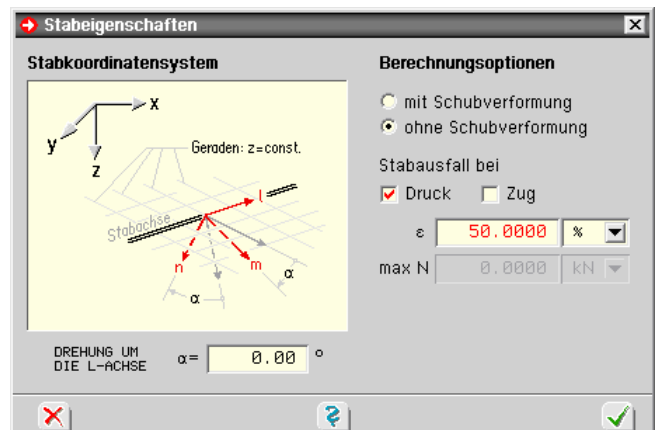 Stabeigenschaften
Stabkoordinatensystem
x
y
z
Geraden: z=const.
Stabachse
l
n
m
α
α
DREHUNG UM
DIE L-ACHSE
α= 0.00 °
Berechnungsoptionen
mit Schubverformung
ohne Schubverformung
Stabausfall bei
Druck Zug
ε 50.0000 %
max N 0.0000 kN